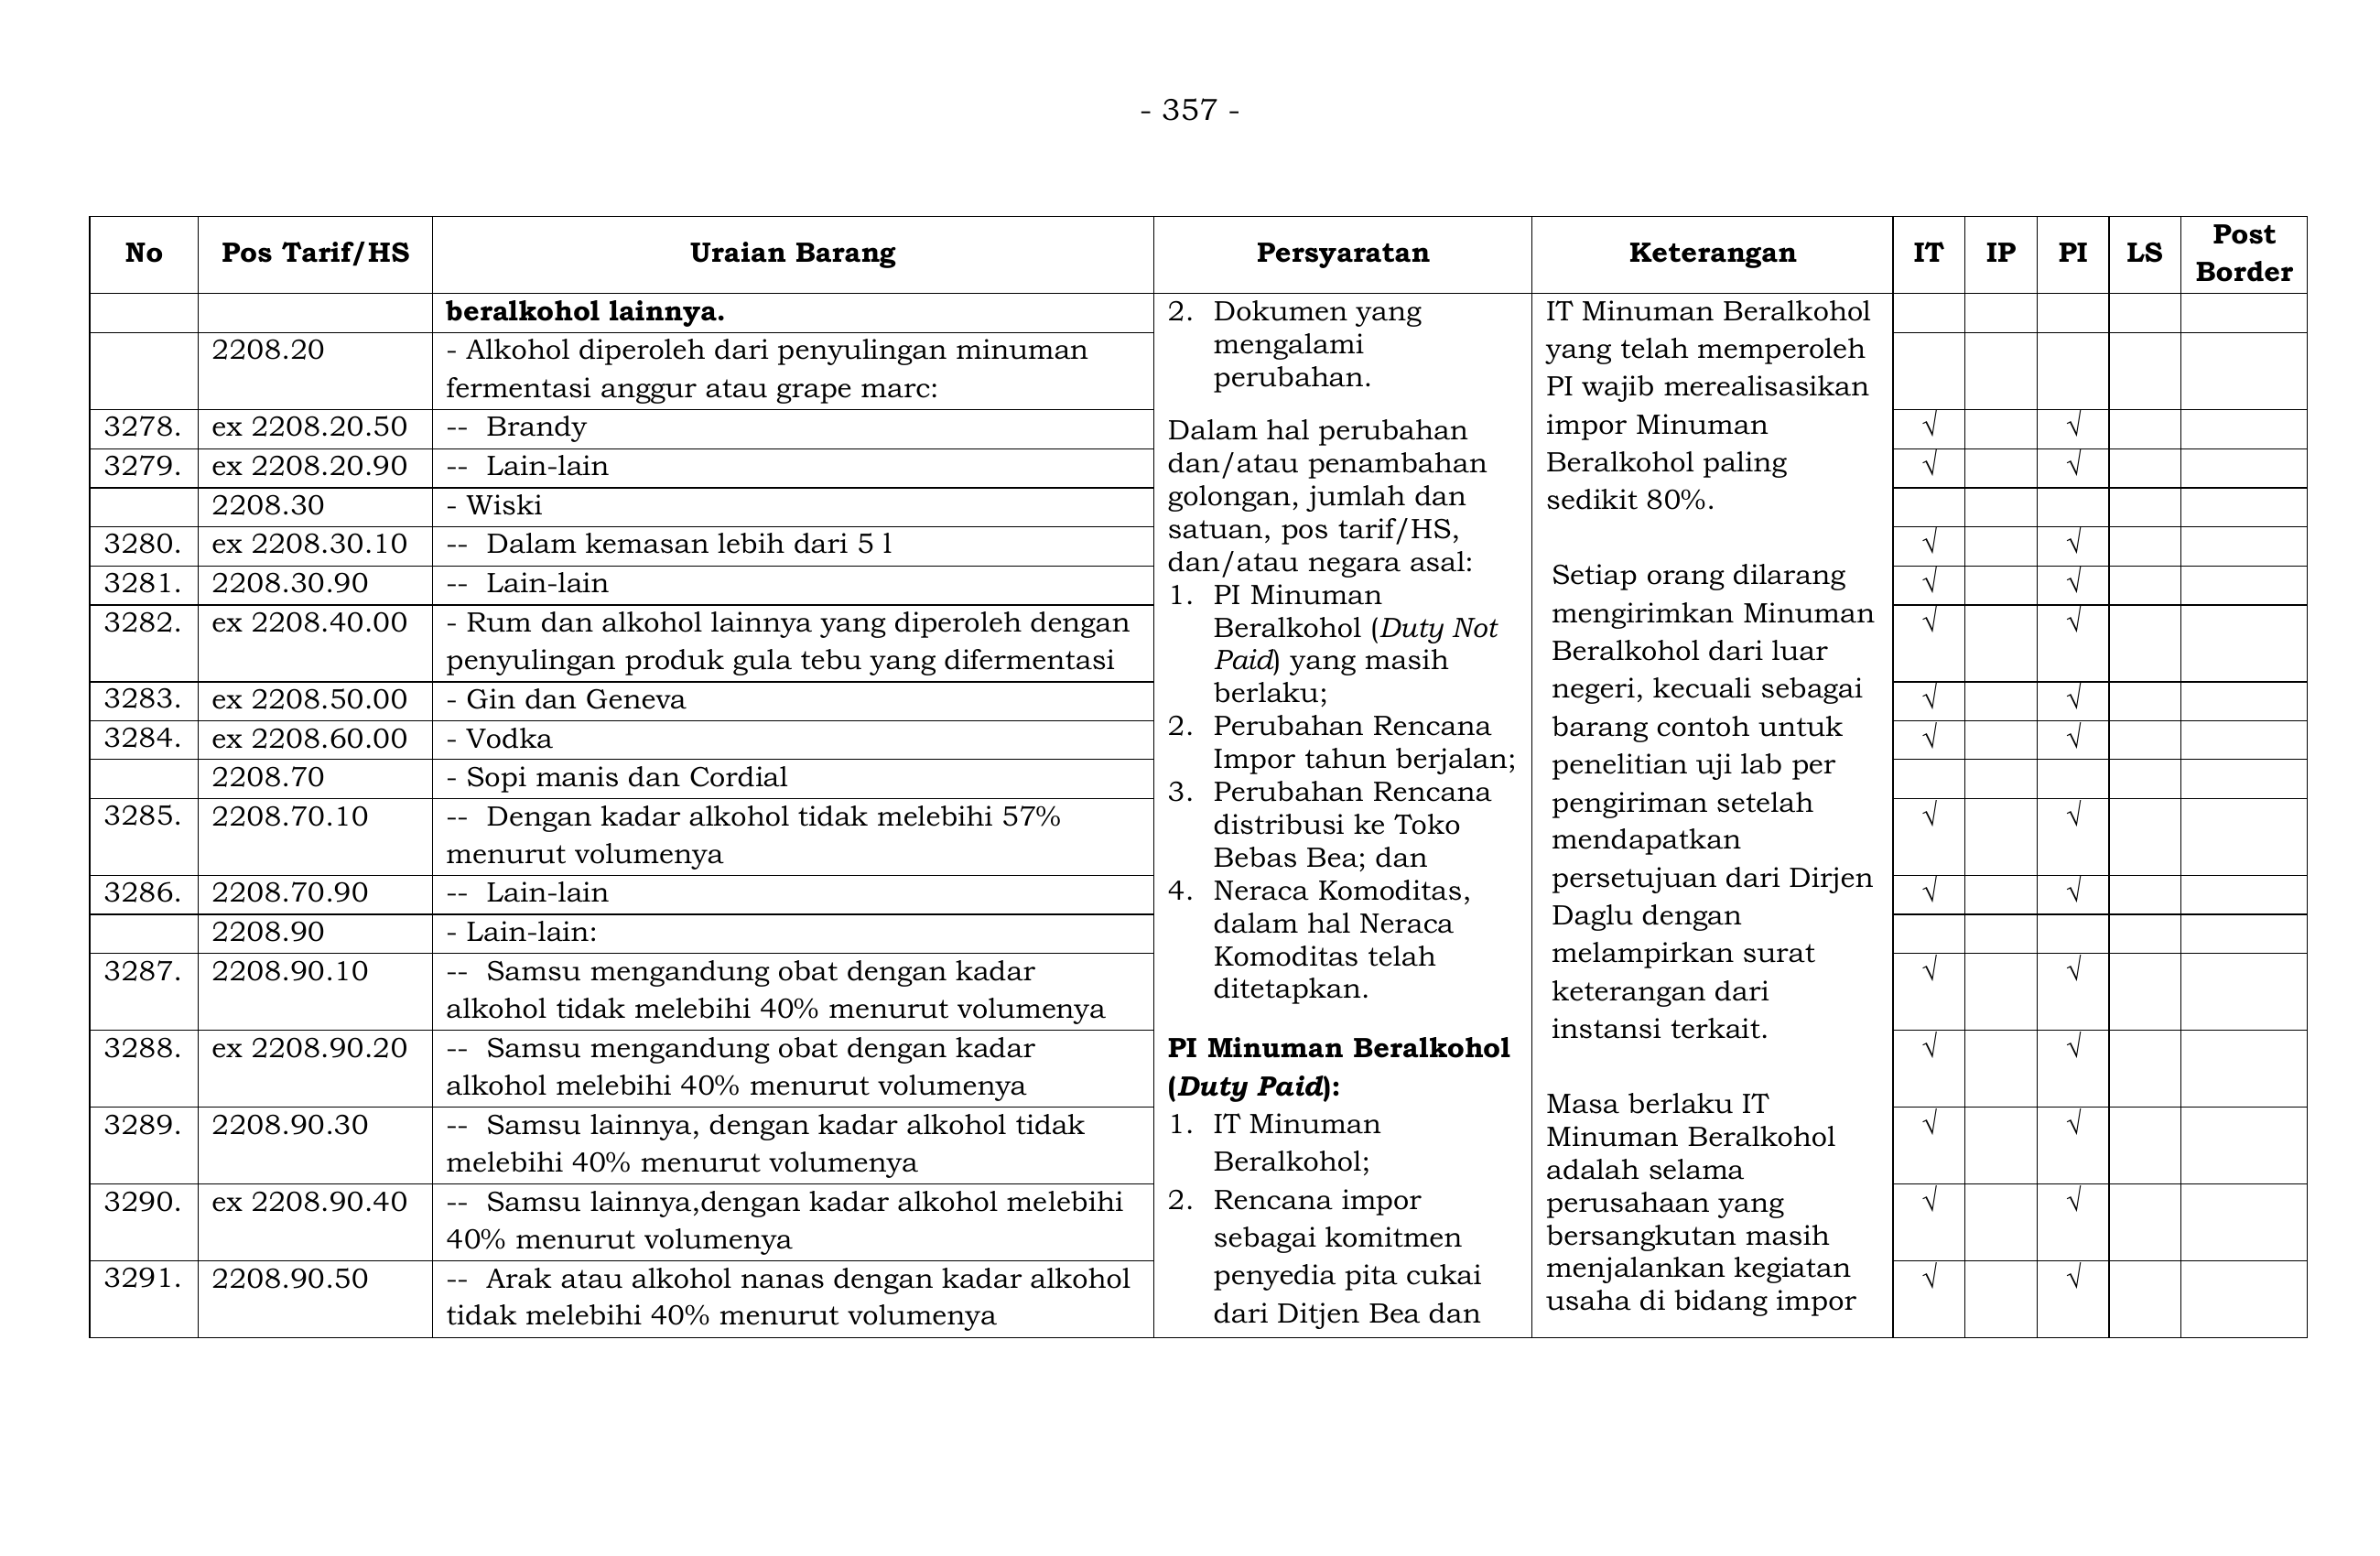 - 357 -
No Pos Tarif/HS Uraian Barang Persyaratan Keterangan IT IP PI LS Post Border
beralkohol lainnya.
2208.20 - Alkohol diperoleh dari penyulingan minuman
fermentasi anggur atau grape marc:
3278. ex 2208.20.50 -- Brandy √ √
3279. ex 2208.20.90 -- Lain-lain √ √
2208.30 - Wiski
3280. ex 2208.30.10 -- Dalam kemasan lebih dari 5 l √ √
3281. 2208.30.90 -- Lain-lain √ √
3282. ex 2208.40.00 - Rum dan alkohol lainnya yang diperoleh dengan √ √
penyulingan produk gula tebu yang difermentasi
3283. ex 2208.50.00 - Gin dan Geneva √ √
3284. ex 2208.60.00 - Vodka √ √
2208.70 - Sopi manis dan Cordial
3285. 2208.70.10 -- Dengan kadar alkohol tidak melebihi 57% √ √
menurut volumenya
3286. 2208.70.90 -- Lain-lain √ √
2208.90 - Lain-lain:
3287. 2208.90.10 -- Samsu mengandung obat dengan kadar √ √
alkohol tidak melebihi 40% menurut volumenya
3288. ex 2208.90.20 -- Samsu mengandung obat dengan kadar √ √
alkohol melebihi 40% menurut volumenya
3289. 2208.90.30 -- Samsu lainnya, dengan kadar alkohol tidak √ √
melebihi 40% menurut volumenya
3290. ex 2208.90.40 -- Samsu lainnya,dengan kadar alkohol melebihi √ √
40% menurut volumenya
3291. 2208.90.50 -- Arak atau alkohol nanas dengan kadar alkohol √ √
tidak melebihi 40% menurut volumenya
2. Dokumen yang
mengalami
perubahan.
Dalam hal perubahan
dan/atau penambahan
golongan, jumlah dan
satuan, pos tarif/HS,
dan/atau negara asal:
1. PI Minuman
Beralkohol (Duty Not
Paid) yang masih
berlaku;
2. Perubahan Rencana
Impor tahun berjalan;
3. Perubahan Rencana
distribusi ke Toko
Bebas Bea; dan
4. Neraca Komoditas,
dalam hal Neraca
Komoditas telah
ditetapkan.
PI Minuman Beralkohol
(Duty Paid):
1. IT Minuman
Beralkohol;
2. Rencana impor
sebagai komitmen
penyedia pita cukai
dari Ditjen Bea dan
IT Minuman Beralkohol
yang telah memperoleh
PI wajib merealisasikan
impor Minuman
Beralkohol paling
sedikit 80%.
Setiap orang dilarang
mengirimkan Minuman
Beralkohol dari luar
negeri, kecuali sebagai
barang contoh untuk
penelitian uji lab per
pengiriman setelah
mendapatkan
persetujuan dari Dirjen
Daglu dengan
melampirkan surat
keterangan dari
instansi terkait.
Masa berlaku IT
Minuman Beralkohol
adalah selama
perusahaan yang
bersangkutan masih
menjalankan kegiatan
usaha di bidang impor